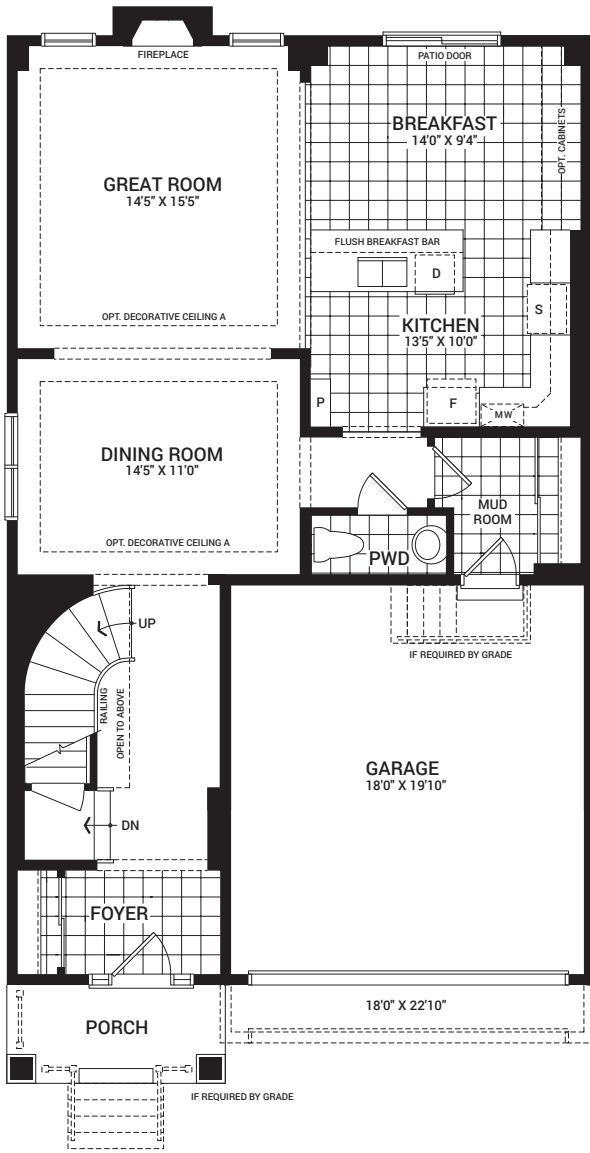 FIREPLACE
PATIO DOOR
BREAKFAST
14'0" X 9'4"
OPT. CABINETS
GREAT ROOM
14'5" X 15'5"
FLUSH BREAKFAST BAR
D
S
OPT. DECORATIVE CEILING A
KITCHEN
13'5" X 10'0"
P
F
MW
DINING ROOM
14'5" X 11'0"
MUD
ROOM
OPT. DECORATIVE CEILING A
PWD
UP
IF REQUIRED BY GRADE
RAILING
OPEN TO ABOVE
GARAGE
18'0" X 19'10"
DN
FOYER
18'0" X 22'10"
PORCH
IF REQUIRED BY GRADE